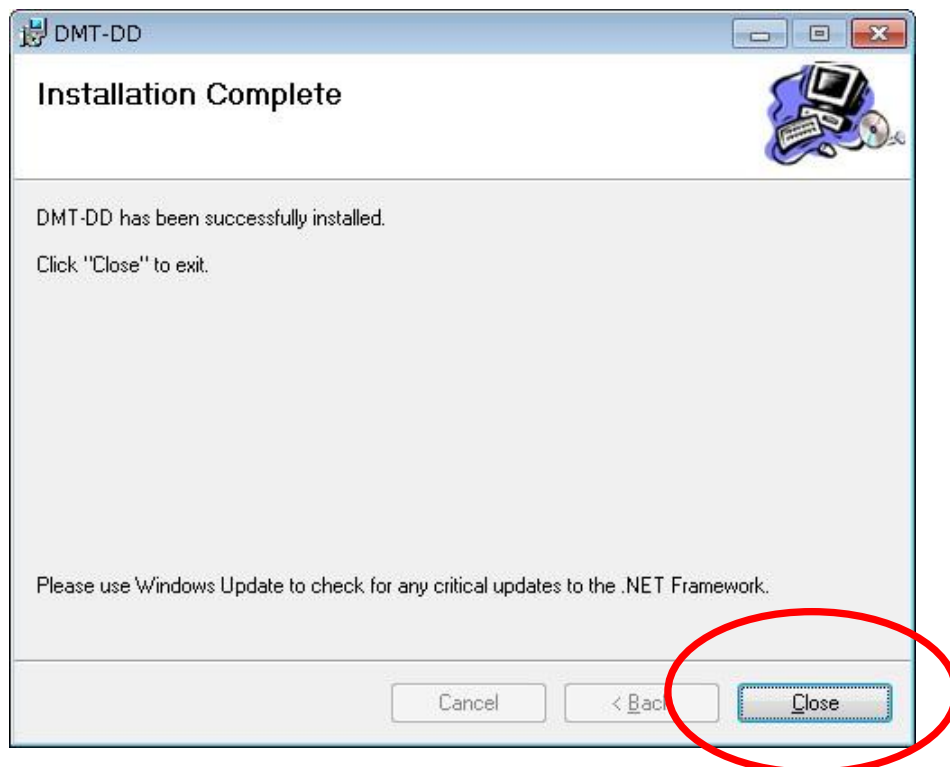 DMT-DD
Installation Complete
DMT-DD has been successfully installed.
Click "Close" to exit.
Please use Windows Update to check for any critical updates to the .NET Framework.
Cancel
< Back
Close